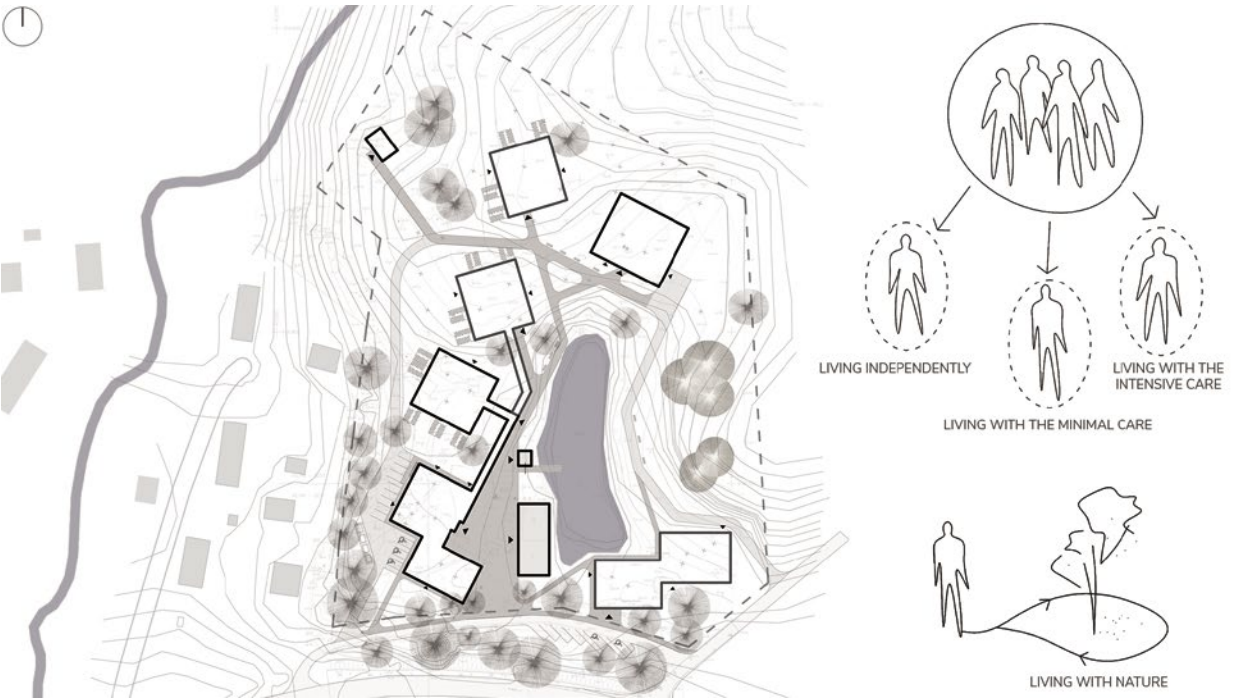 LIVING INDEPENDENTLY
LIVING WITH THE
INTENSIVE CARE
LIVING WITH THE MINIMAL CARE
LIVING WITH NATURE